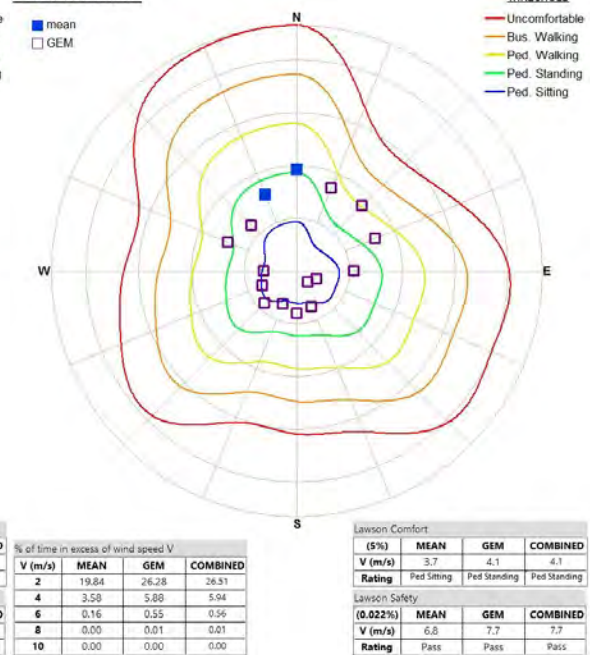 mean
GEM
N
Uncomfortable
Bus. Walking
Ped. Walking
Ped. Standing
Ped. Sitting
W
E
S
% of time in excess of wind speed V
V (m/s) MEAN GEM COMBINED
2 19.84 26.28 26.51
4 3.58 5.88 5.94
6 0.16 0.55 0.56
8 0.00 0.01 0.01
10 0.00 0.00 0.00
Lawson Comfort
(5%) MEAN GEM COMBINED
V (m/s) 3.7 4.1 4.1
Rating Ped Sitting Ped Standing Ped Standing
Lawson Safety
(0.022%) MEAN GEM COMBINED
V (m/s) 6.8 7.7 7.7
Rating Pass Pass Pass